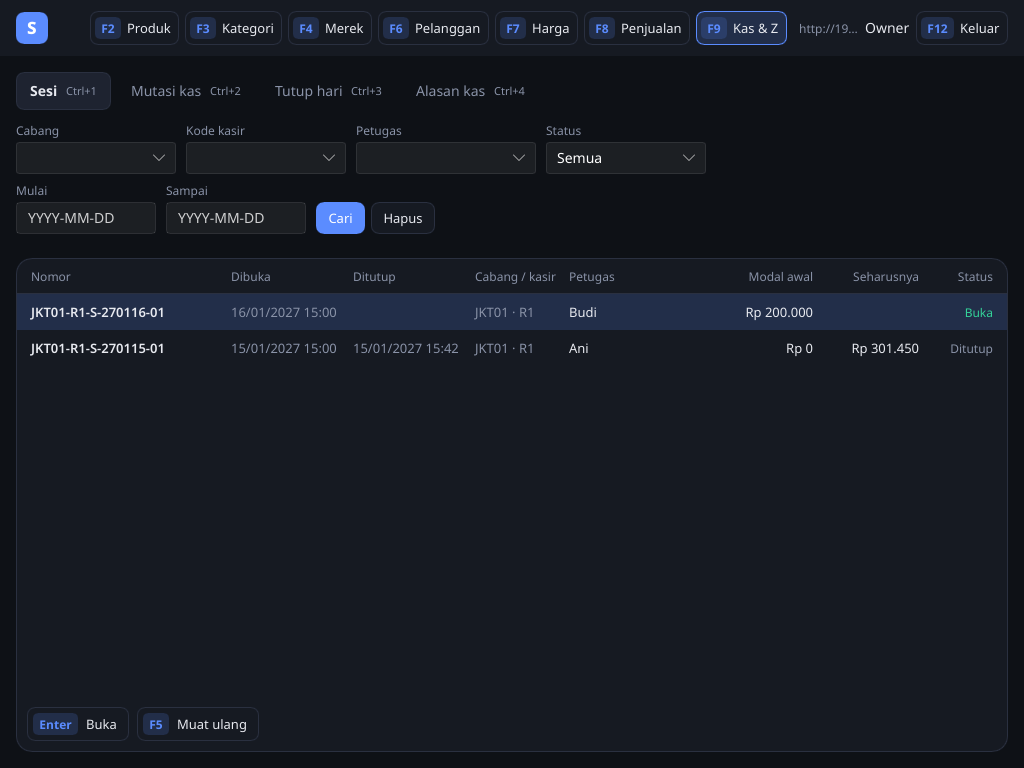 S F2 Produk F3 Kategori F4 Merek F6 Pelanggan F7 Harga F8 Penjualan F9 Kas & Z http://19... Owner F12 Keluar
Sesi Ctrl+1 Mutasi kas Ctrl+2 Tutup hari Ctrl+3 Alasan kas Ctrl+4
Cabang Kode kasir Petugas Status
Semua
Mulai Sampai
YYYY-MM-DD YYYY-MM-DD Cari Hapus
Nomor Dibuka Ditutup Cabang / kasir Petugas Modal awal Seharusnya Status
JKT01-R1-S-270116-01 16/01/2027 15:00 JKT01 · R1 Budi Rp 200.000 Buka
JKT01-R1-S-270115-01 15/01/2027 15:00 15/01/2027 15:42 JKT01 · R1 Ani Rp 0 Rp 301.450 Ditutup
Enter Buka F5 Muat ulang